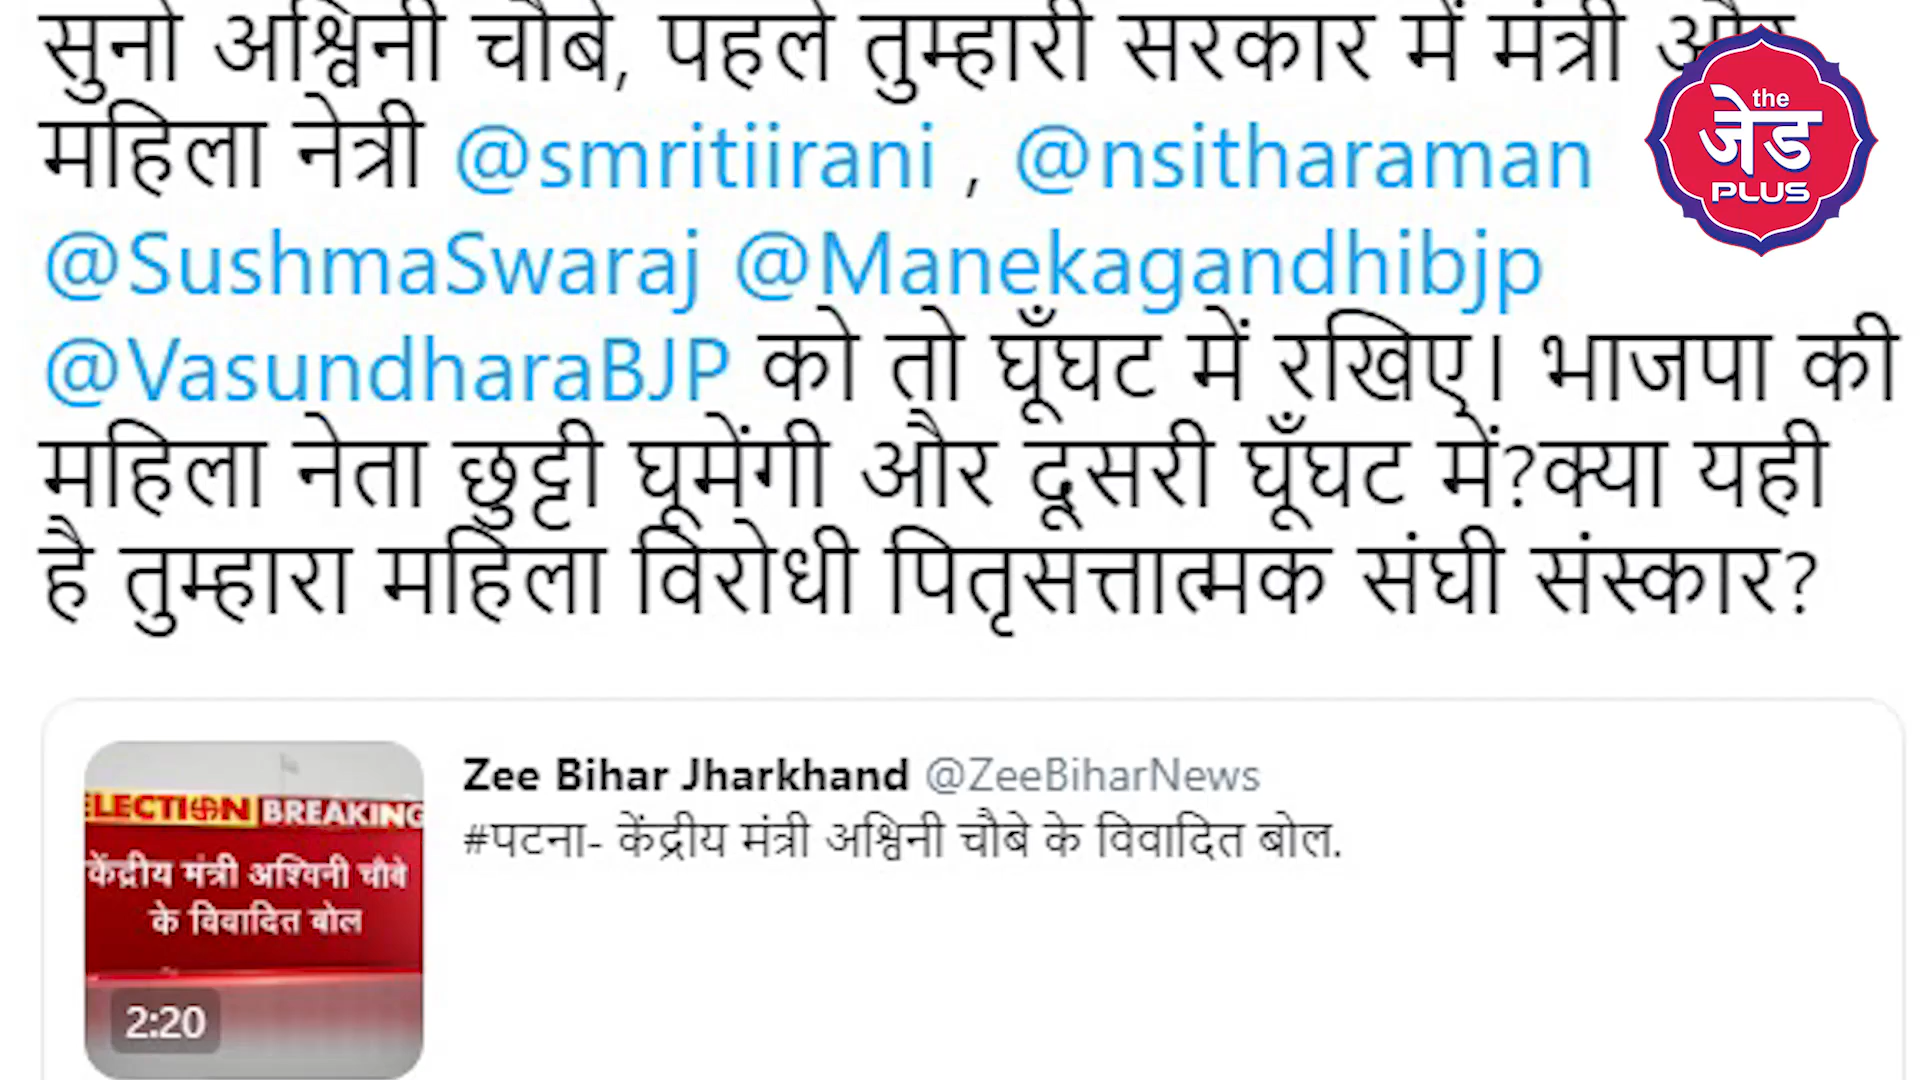 सुनो अश्विनी चौबे, पहले तुम्हारी सरकार में मंत्री और
महिला नेत्री @smritiirani , @nsitharaman
@SushmaSwaraj @Manekagandhibjp
@VasundharaBJP को तो घूँघट में रखिए। भाजपा की
महिला नेता छुट्टी घूमेंगी और दूसरी घूँघट में?क्या यही
है तुम्हारा महिला विरोधी पितृसत्तात्मक संघी संस्कार?
the
जेड
PLUS
Zee Bihar Jharkhand @ZeeBiharNews
#पटना- केंद्रीय मंत्री अश्विनी चौबे के विवादित बोल.
ELECTION BREAKING
केंद्रीय मंत्री अश्विनी चौबे
के विवादित बोल
2:20